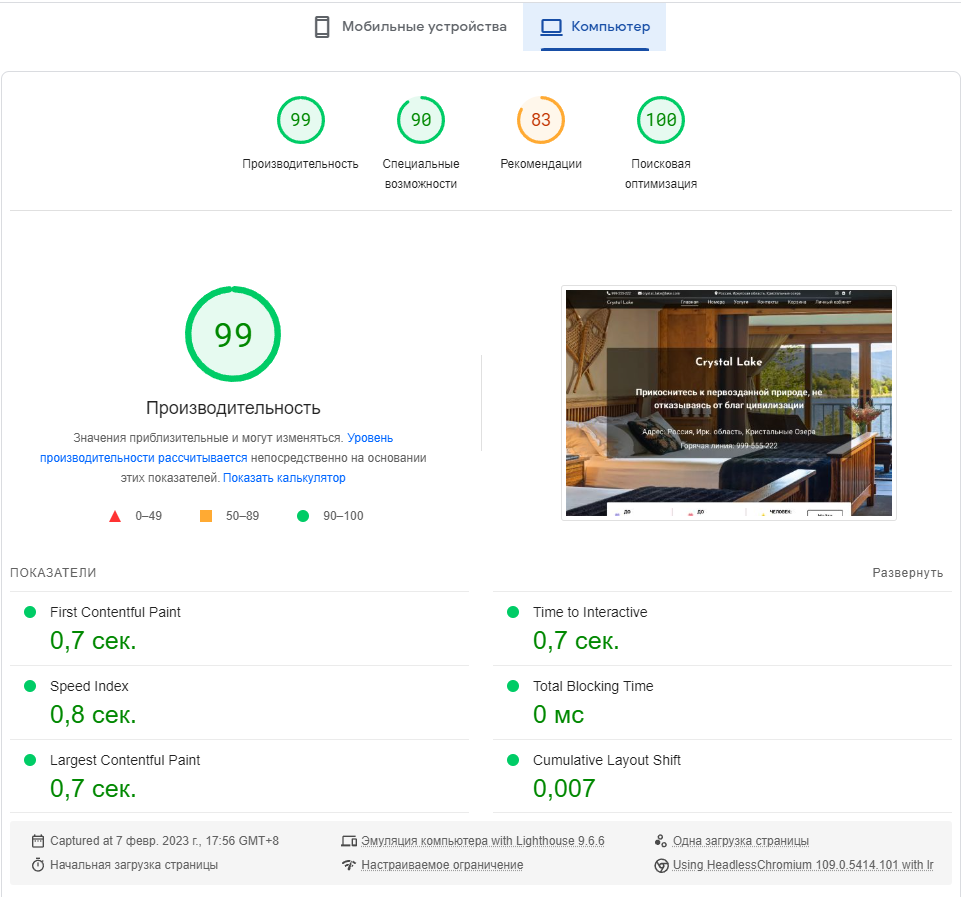 Мобильные устройства
Компьютер
99
90
83
100
Производительность
Специальные
возможности
Рекомендации
Поисковая
оптимизация
99
Производительность
Значения приблизительные и могут изменяться. Уровень
производительности рассчитывается непосредственно на основании
этих показателей. Показать калькулятор
0–49
50–89
90–100
Crystal Lake
Главная Номера Услуги Контакты Корзина Личный кабинет
Crystal Lake
Прикоснитесь к первозданной природе, не
отказываясь от благ цивилизации
Адрес: Россия, Ирк. область, Кристальные Озера
Горячая линия: 999-555-222
ДО
ДО
ЧЕЛОВЕК:
ПОКАЗАТЕЛИ
Развернуть
First Contentful Paint
0,7 сек.
Time to Interactive
0,7 сек.
Speed Index
0,8 сек.
Total Blocking Time
0 мс
Largest Contentful Paint
0,7 сек.
Cumulative Layout Shift
0,007
Captured at 7 февр. 2023 г., 17:56 GMT+8
Эмуляция компьютера with Lighthouse 9.6.6
Одна загрузка страницы
Начальная загрузка страницы
Настраиваемое ограничение
Using HeadlessChromium 109.0.5414.101 with lr